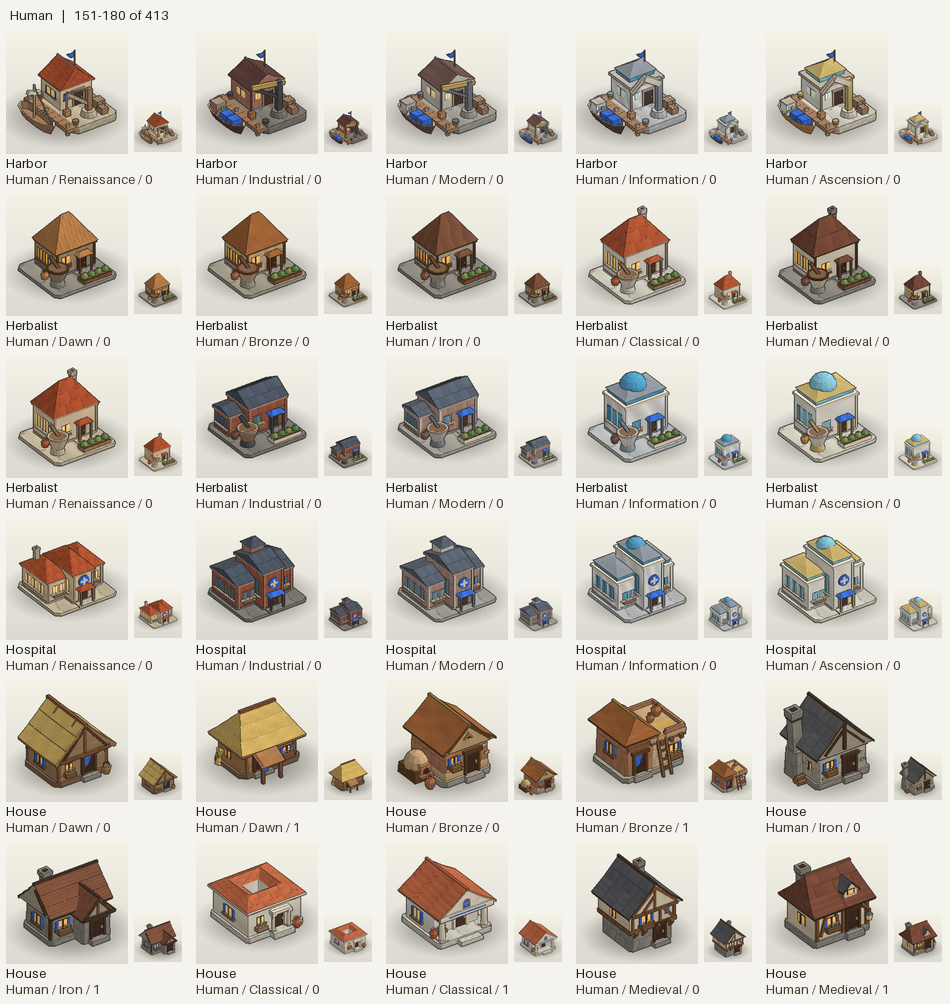 Human | 151-180 of 413
Harbor
Human / Renaissance / 0
Harbor
Human / Industrial / 0
Harbor
Human / Modern / 0
Harbor
Human / Information / 0
Harbor
Human / Ascension / 0
Herbalist
Human / Dawn / 0
Herbalist
Human / Bronze / 0
Herbalist
Human / Iron / 0
Herbalist
Human / Classical / 0
Herbalist
Human / Medieval / 0
Herbalist
Human / Renaissance / 0
Herbalist
Human / Industrial / 0
Herbalist
Human / Modern / 0
Herbalist
Human / Information / 0
Herbalist
Human / Ascension / 0
Hospital
Human / Renaissance / 0
Hospital
Human / Industrial / 0
Hospital
Human / Modern / 0
Hospital
Human / Information / 0
Hospital
Human / Ascension / 0
House
Human / Dawn / 0
House
Human / Dawn / 1
House
Human / Bronze / 0
House
Human / Bronze / 1
House
Human / Iron / 0
House
Human / Iron / 1
House
Human / Classical / 0
House
Human / Classical / 1
House
Human / Medieval / 0
House
Human / Medieval / 1